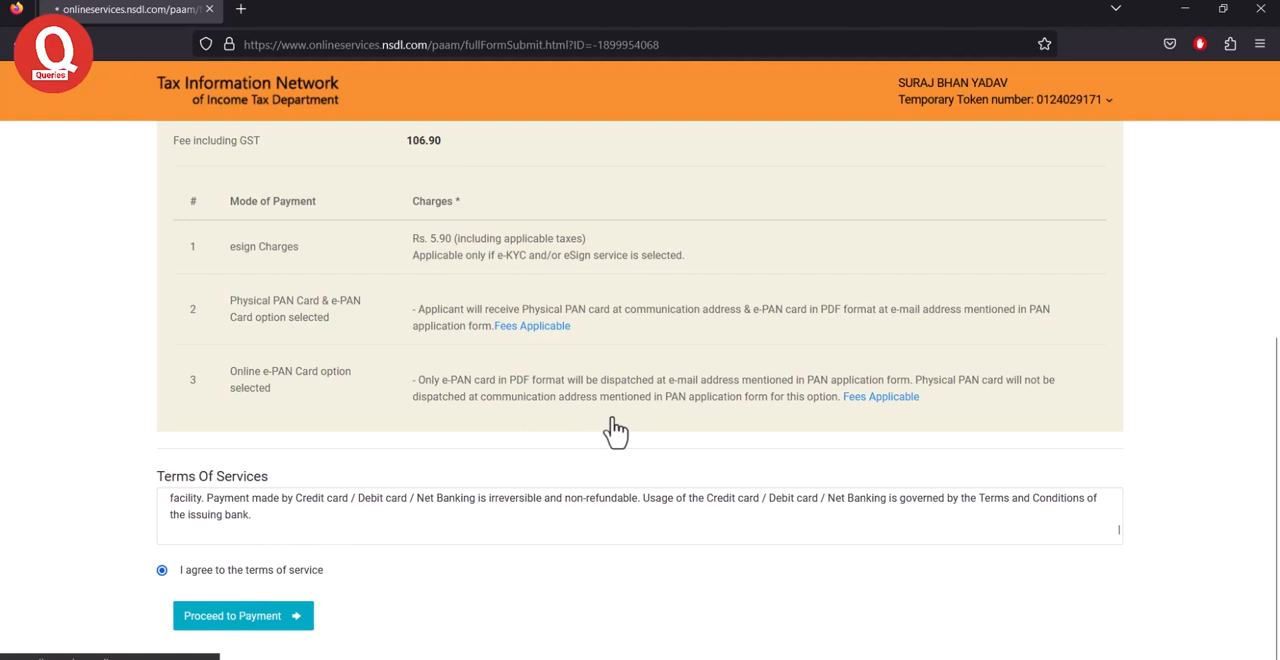 onlineservices.nsdl.com/paam/f
Q
Queries
https://www.onlineservices.nsdl.com/paam/fullFormSubmit.html?ID=-1899954068
Tax Information Network
of Income Tax Department
SURAJ BHAN YADAV
Temporary Token number: 0124029171
Fee including GST 106.90
# Mode of Payment Charges *
1 esign Charges Rs. 5.90 (including applicable taxes)
Applicable only if e-KYC and/or eSign service is selected.
2 Physical PAN Card & e-PAN
Card option selected
- Applicant will receive Physical PAN card at communication address & e-PAN card in PDF format at e-mail address mentioned in PAN
application form.Fees Applicable
3 Online e-PAN Card option
selected
- Only e-PAN card in PDF format will be dispatched at e-mail address mentioned in PAN application form. Physical PAN card will not be
dispatched at communication address mentioned in PAN application form for this option. Fees Applicable
Terms Of Services
facility. Payment made by Credit card / Debit card / Net Banking is irreversible and non-refundable. Usage of the Credit card / Debit card / Net Banking is governed by the Terms and Conditions of
the issuing bank.
I agree to the terms of service
Proceed to Payment